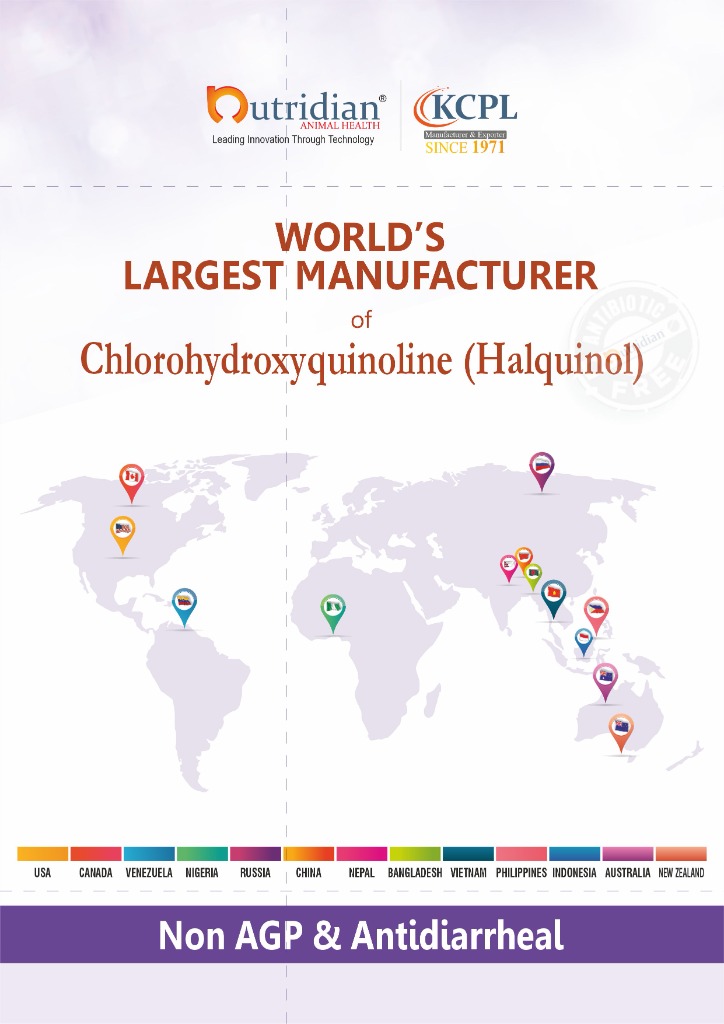 nutridian®
ANIMAL HEALTH
Leading Innovation Through Technology
KCPL
Manufacturer & Exporter
SINCE 1971
WORLD'S
LARGEST MANUFACTURER
of
Chlorohydroxyquinoline (Halquinol)
ANTIBIOTIC
FREE
USA CANADA VENEZUELA NIGERIA RUSSIA CHINA NEPAL BANGLADESH VIETNAM PHILIPPINES INDONESIA AUSTRALIA NEW ZEALAND
Non AGP & Antidiarrheal